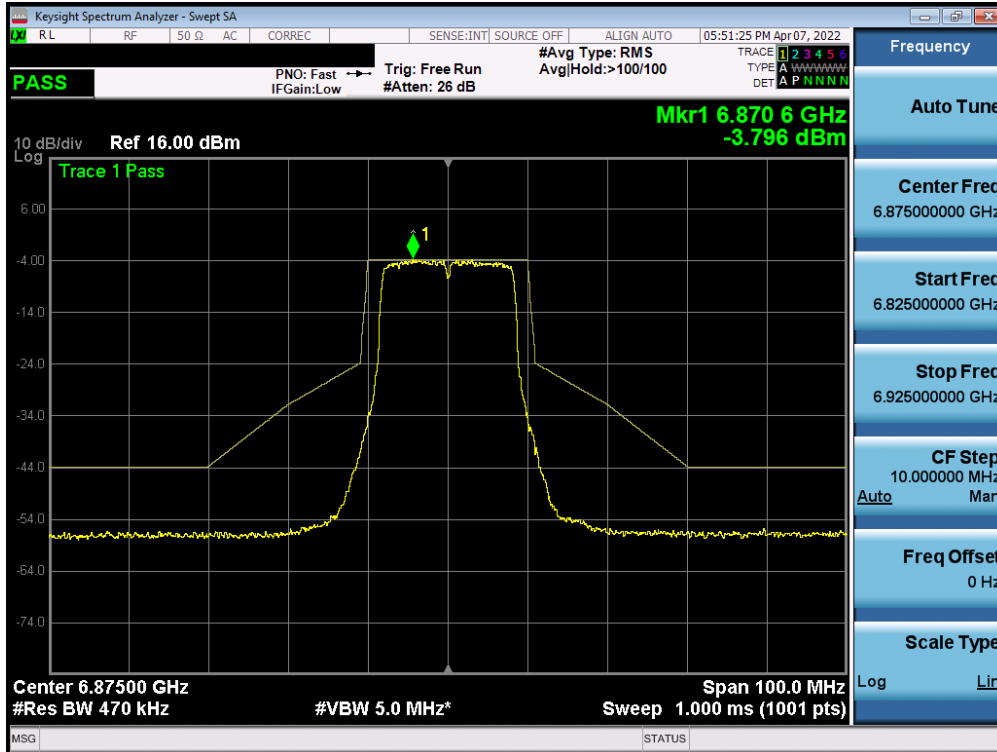 Keysight Spectrum Analyzer - Swept SA
LXI RL RF 50 Ω AC CORREC SENSE:INT SOURCE OFF ALIGN AUTO 05:51:25 PM Apr 07, 2022
PASS
PNO: Fast
IFGain:Low
Trig: Free Run
#Atten: 26 dB
#Avg Type: RMS
Avg|Hold:>100/100
TRACE 1 2 3 4 5 6
TYPE A WWWWW
DET A P N N N N
Mkr1 6.870 6 GHz
-3.796 dBm
10 dB/div Ref 16.00 dBm
Log
Trace 1 Pass
1
6.00
-4.00
-14.0
-24.0
-34.0
-44.0
-54.0
-64.0
-74.0
Center 6.87500 GHz
Span 100.0 MHz
#Res BW 470 kHz
#VBW 5.0 MHz*
Sweep 1.000 ms (1001 pts)
MSG
STATUS
Frequency
Auto Tune
Center Freq
6.875000000 GHz
Start Freq
6.825000000 GHz
Stop Freq
6.925000000 GHz
CF Step
10.000000 MHz
Auto Man
Freq Offset
0 Hz
Scale Type
Log Lin